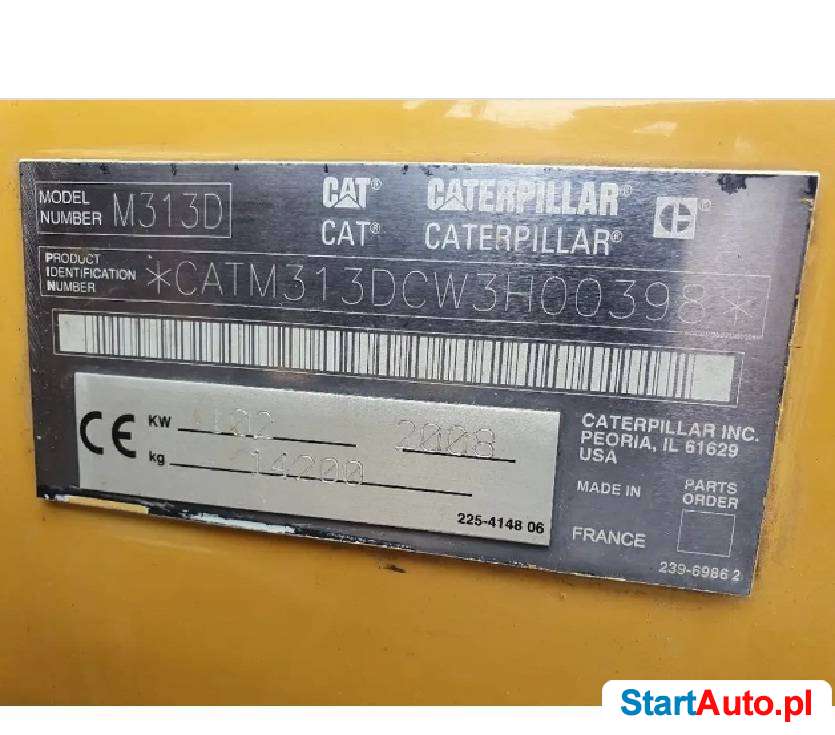 MODEL NUMBER M313D
CAT® CATERPILLAR®
CAT® CATERPILLAR®
PRODUCT IDENTIFICATION NUMBER *CATM313DCW3H00398*
CE KW 102 2008
kg 14200
225-4148 06
CATERPILLAR INC.
PEORIA, IL 61629
USA
MADE IN
FRANCE
PARTS
ORDER
239-6986 2
StartAuto.pl